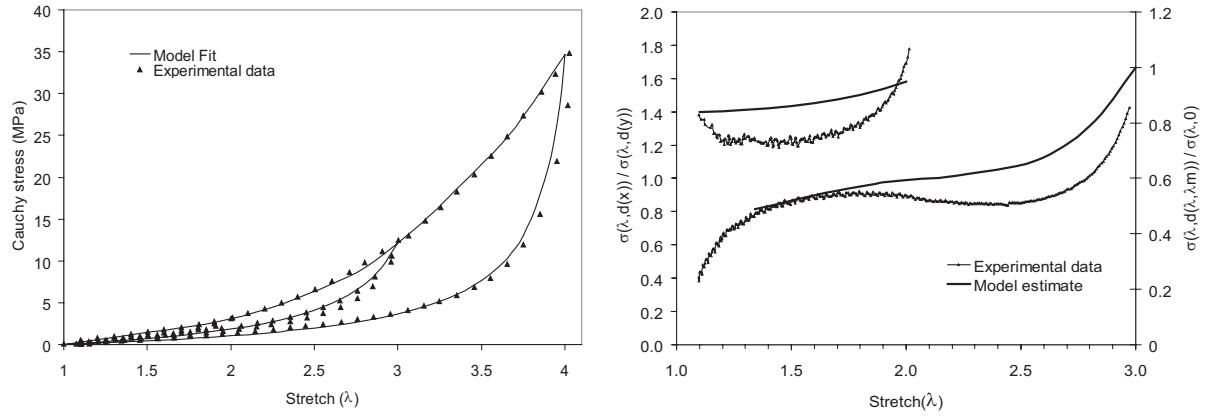 40
35
30
25
20
15
10
5
0
Cauchy stress (MPa)
Model Fit
Experimental data
1 1.5 2 2.5 3 3.5 4
Stretch (λ)
2.0
1.8
1.6
1.4
1.2
1.0
0.8
0.6
0.4
0.2
0.0
σ(λ,d(x)) / σ(λ,d(y))
Experimental data
Model estimate
1.0 1.5 2.0 2.5 3.0
Stretch(λ)
1.2
1
0.8
0.6
0.4
0.2
0
σ(λ,d(λ,λm)) / σ(λ,0)